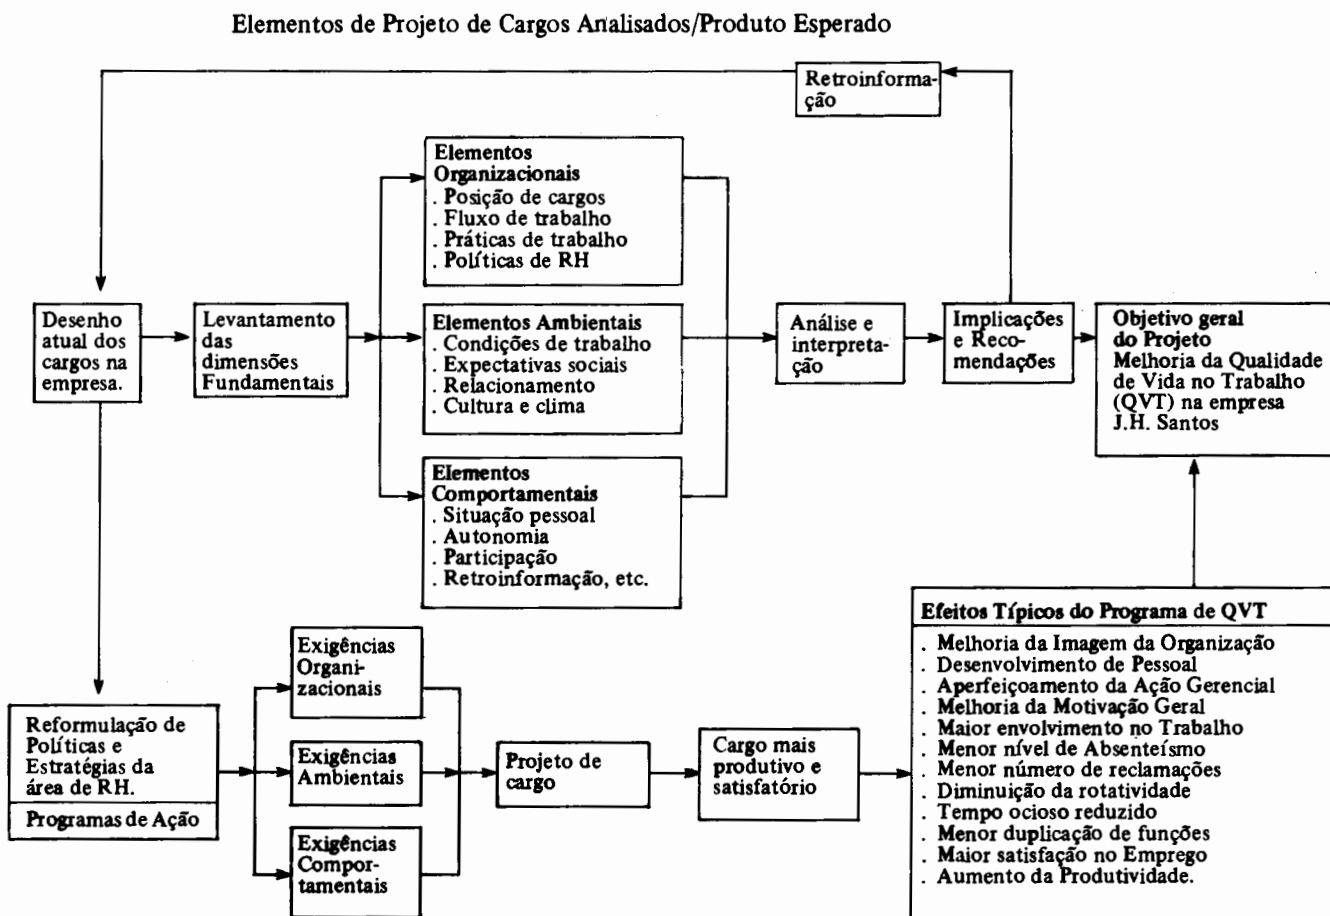 Elementos de Projeto de Cargos Analisados/Produto Esperado
Retroinforma-
ção
Elementos
Organizacionais
. Posição de cargos
. Fluxo de trabalho
. Práticas de trabalho
. Políticas de RH
Desenho
atual dos
cargos na
empresa.
Levantamento
das
dimensões
Fundamentais
Elementos Ambientais
. Condições de trabalho
. Expectativas sociais
. Relacionamento
. Cultura e clima
Análise e
interpreta-
ção
Implicações
e Reco-
mendações
Objetivo geral
do Projeto
Melhoria da Qualidade
de Vida no Trabalho
(QVT) na empresa
J.H. Santos
Elementos
Comportamentais
. Situação pessoal
. Autonomia
. Participação
. Retroinformação, etc.
Reformulação de
Políticas e
Estratégias da
área de RH.
Programas de Ação
Exigências
Organi-
zacionais
Exigências
Ambientais
Exigências
Compor-
tamentais
Projeto de
cargo
Cargo mais
produtivo e
satisfatório
Efeitos Típicos do Programa de QVT
. Melhoria da Imagem da Organização
. Desenvolvimento de Pessoal
. Aperfeiçoamento da Ação Gerencial
. Melhoria da Motivação Geral
. Maior envolvimento no Trabalho
. Menor nível de Absenteísmo
. Menor número de reclamações
. Diminuição da rotatividade
. Tempo ocioso reduzido
. Menor duplicação de funções
. Maior satisfação no Emprego
. Aumento da Produtividade.